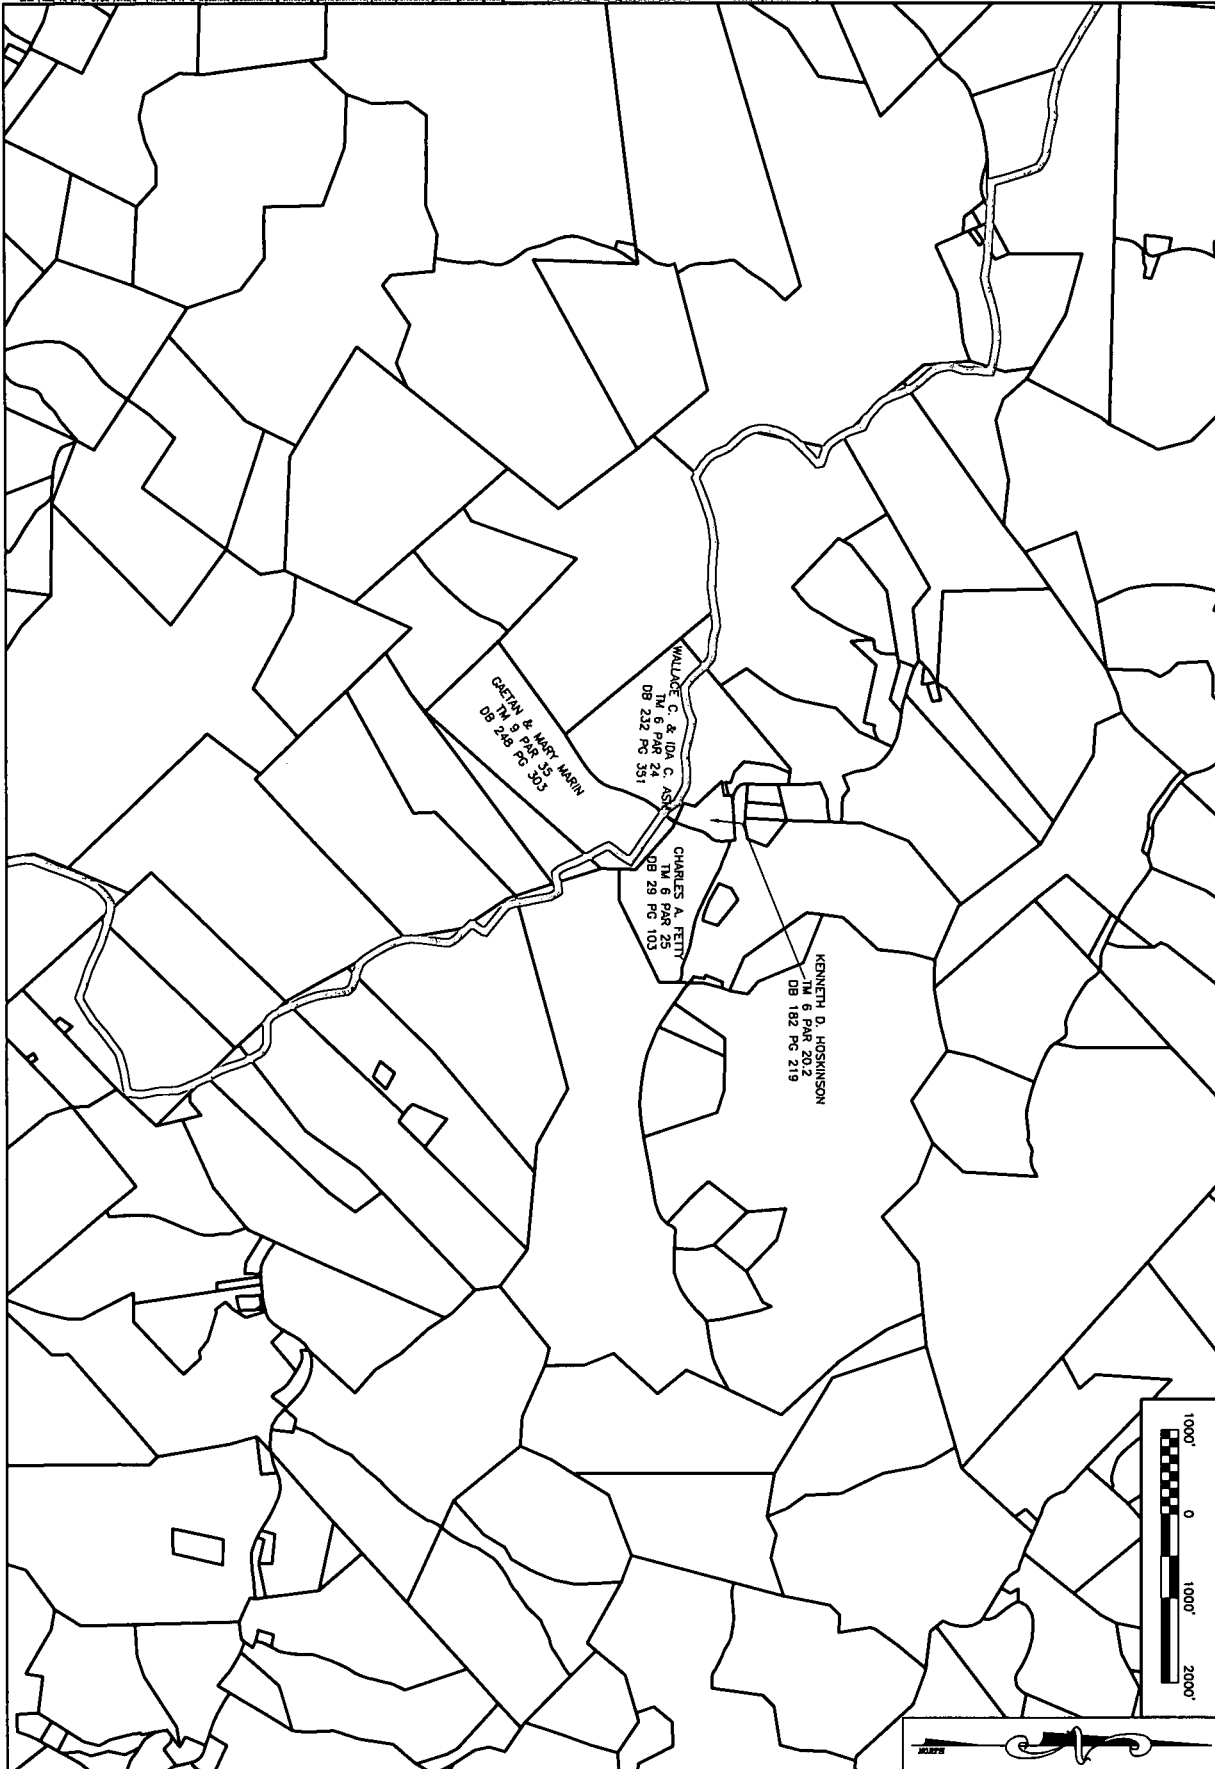 WALLACE C. & IDA C. ASH
TM 6 PAR 24
DB 232 PG 351
GAETAN & MARY MARIN
TM 9 PAR 35
DB 248 PG 303
CHARLES A. FETTY
TM 6 PAR 25
DB 29 PG 103
KENNETH D. HOSKINSON
TM 6 PAR 20.2
DB 182 PG 219
1000' 0 1000' 2000'
NORTH